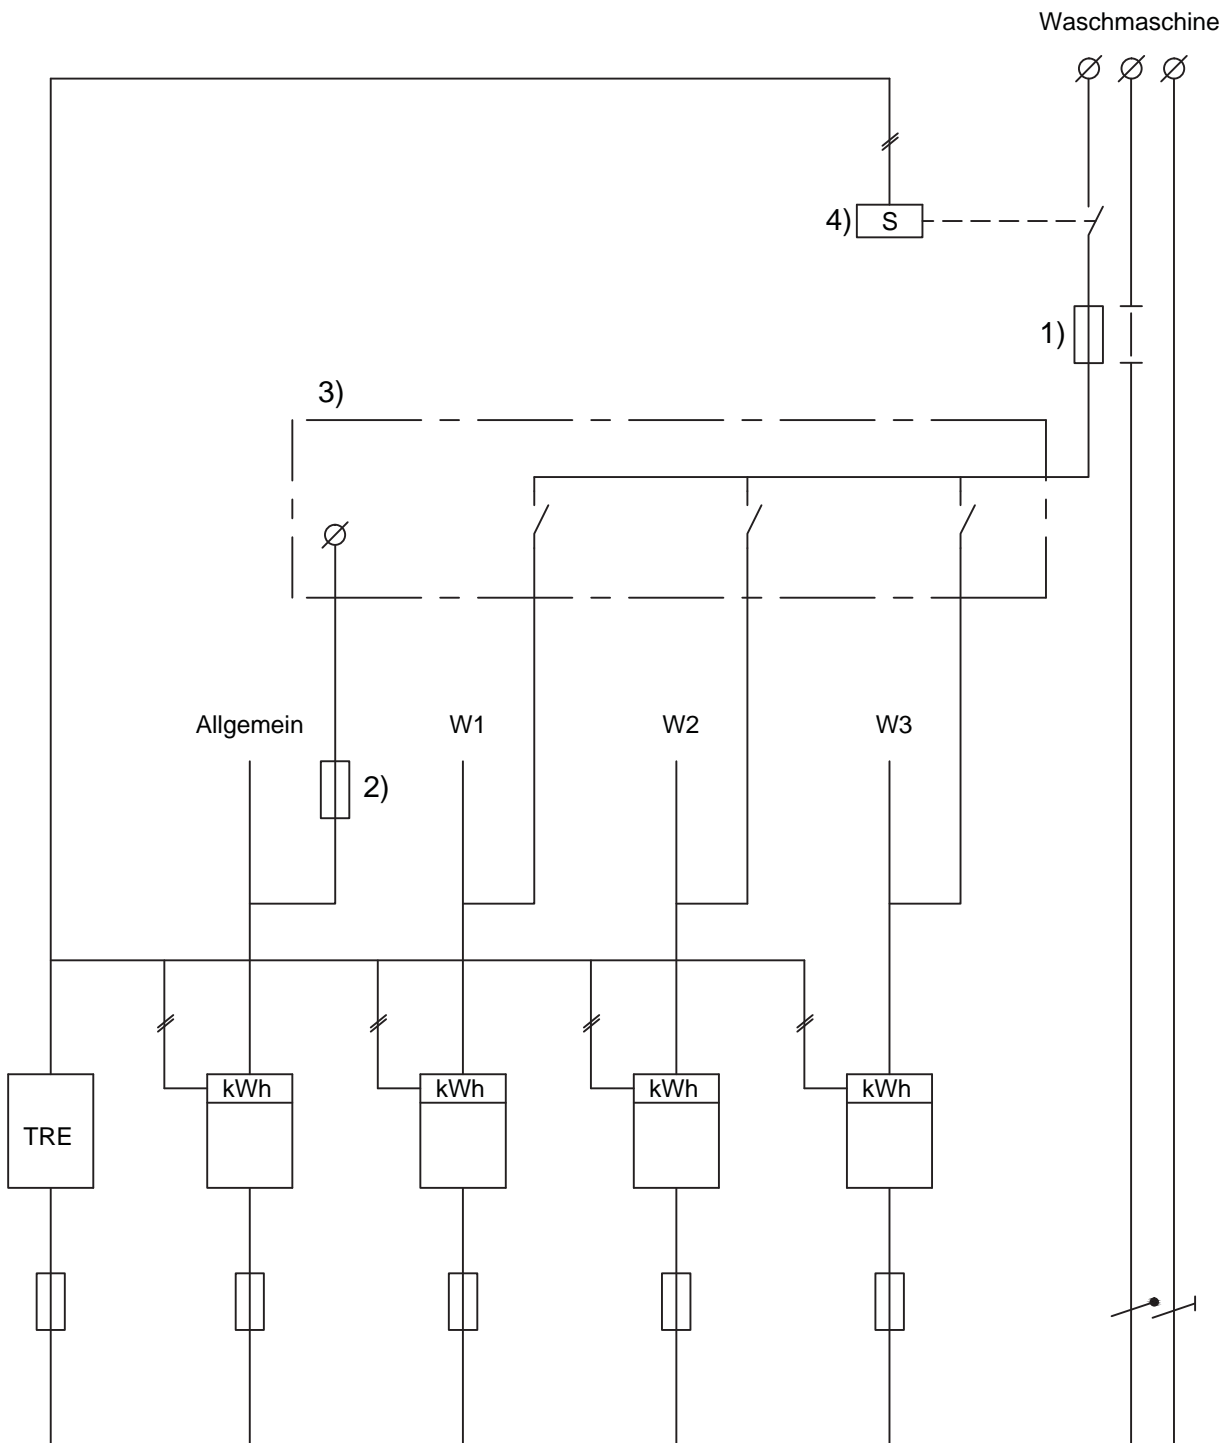 Waschmaschine
4) S
1)
3)
Allgemein W1 W2 W3
2)
kWh kWh kWh kWh
TRE